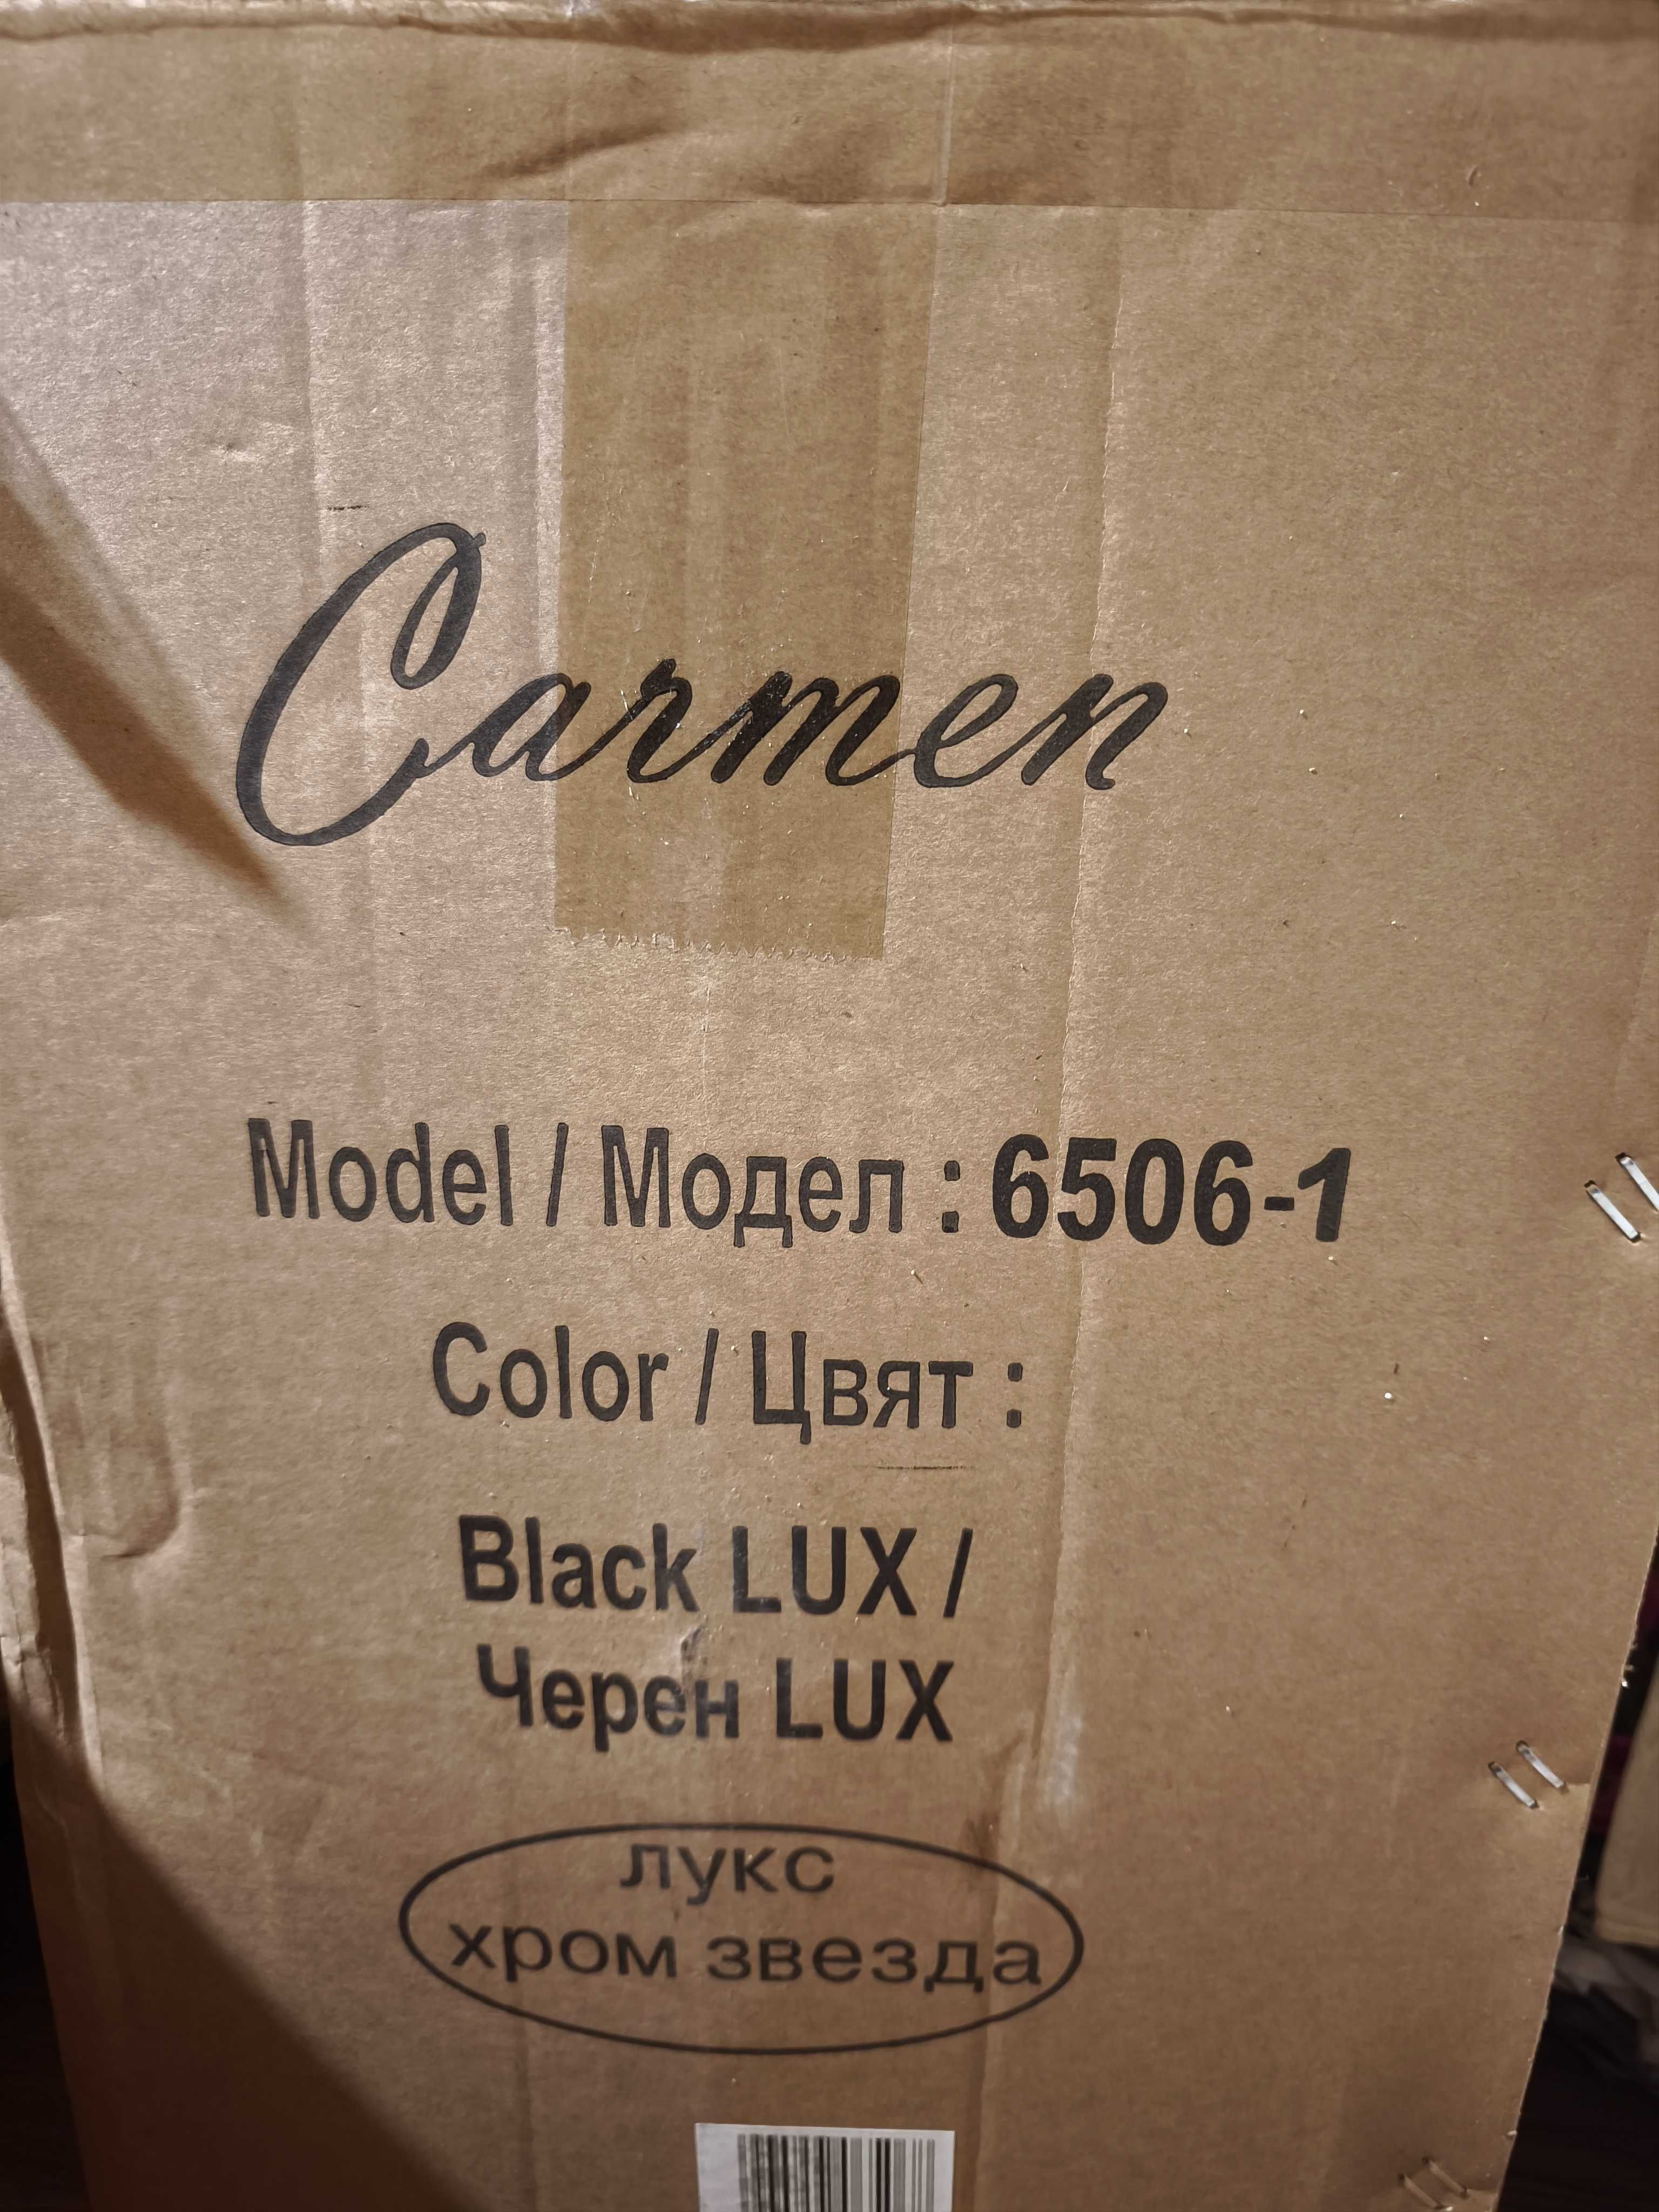 Carmen
Model / Модел : 6506-1
Color / Цвят :
Black LUX /
Черен LUX
лукс
хром звезда